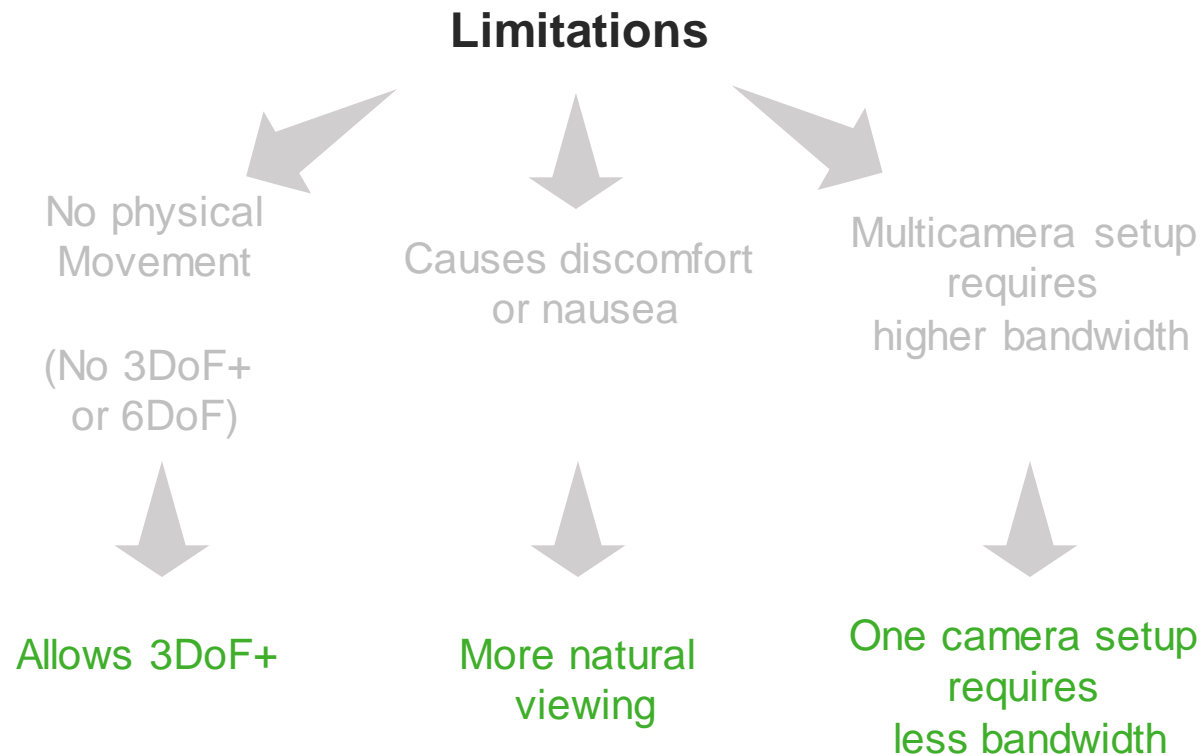 Limitations
No physical
Movement
(No 3DoF+
or 6DoF)
Causes discomfort
or nausea
Multicamera setup
requires
higher bandwidth
Allows 3DoF+
More natural
viewing
One camera setup
requires
less bandwidth